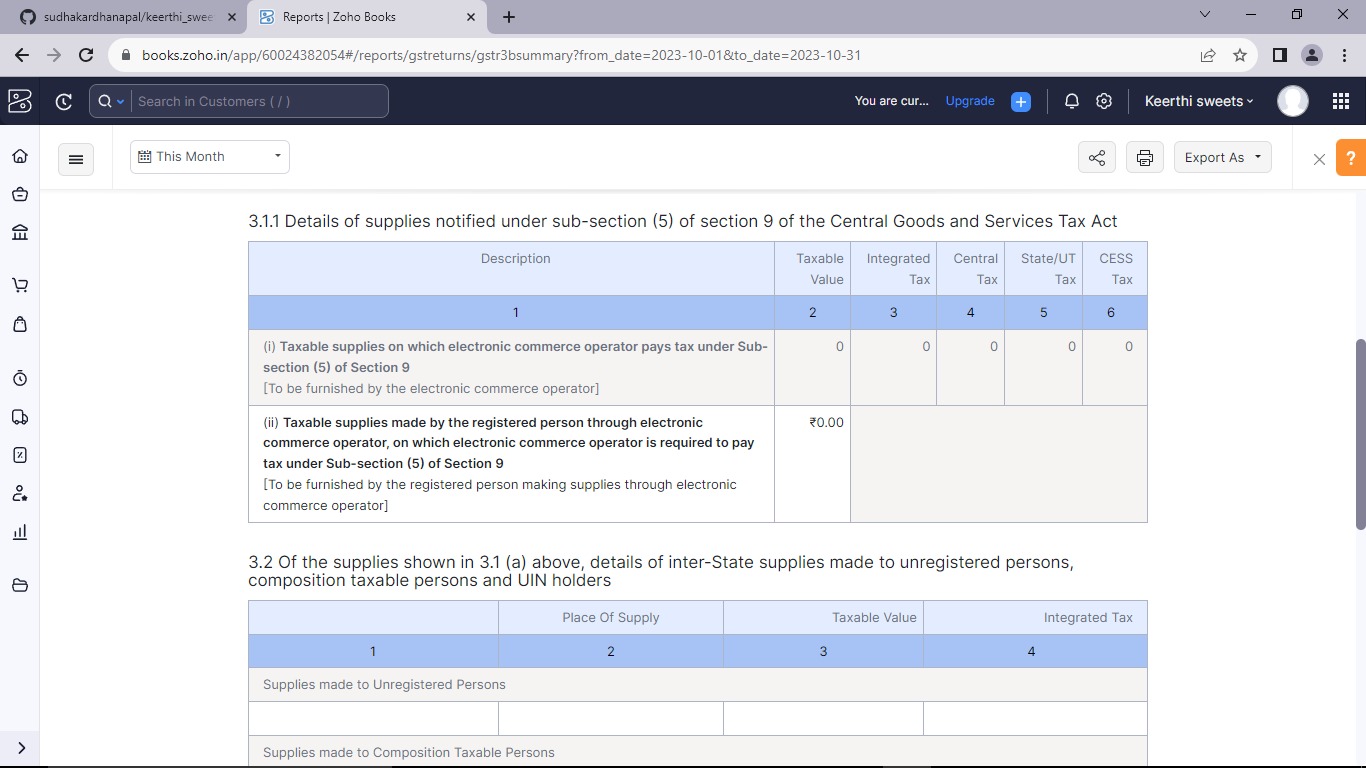 sudhakardhanapal/keerthi_swee
Reports | Zoho Books
books.zoho.in/app/60024382054#/reports/gstreturns/gstr3bsummary?from_date=2023-10-01&to_date=2023-10-31
Search in Customers ( / )
You are cur...
Upgrade
Keerthi sweets
This Month
Export As
?
3.1.1 Details of supplies notified under sub-section (5) of section 9 of the Central Goods and Services Tax Act
Description
Taxable
Value
Integrated
Tax
Central
Tax
State/UT
Tax
CESS
Tax
1 2 3 4 5 6
(i) Taxable supplies on which electronic commerce operator pays tax under Sub-
section (5) of Section 9
[To be furnished by the electronic commerce operator]
0 0 0 0 0
(ii) Taxable supplies made by the registered person through electronic
commerce operator, on which electronic commerce operator is required to pay
tax under Sub-section (5) of Section 9
[To be furnished by the registered person making supplies through electronic
commerce operator]
₹0.00
3.2 Of the supplies shown in 3.1 (a) above, details of inter-State supplies made to unregistered persons,
composition taxable persons and UIN holders
Place Of Supply Taxable Value Integrated Tax
1 2 3 4
Supplies made to Unregistered Persons
Supplies made to Composition Taxable Persons